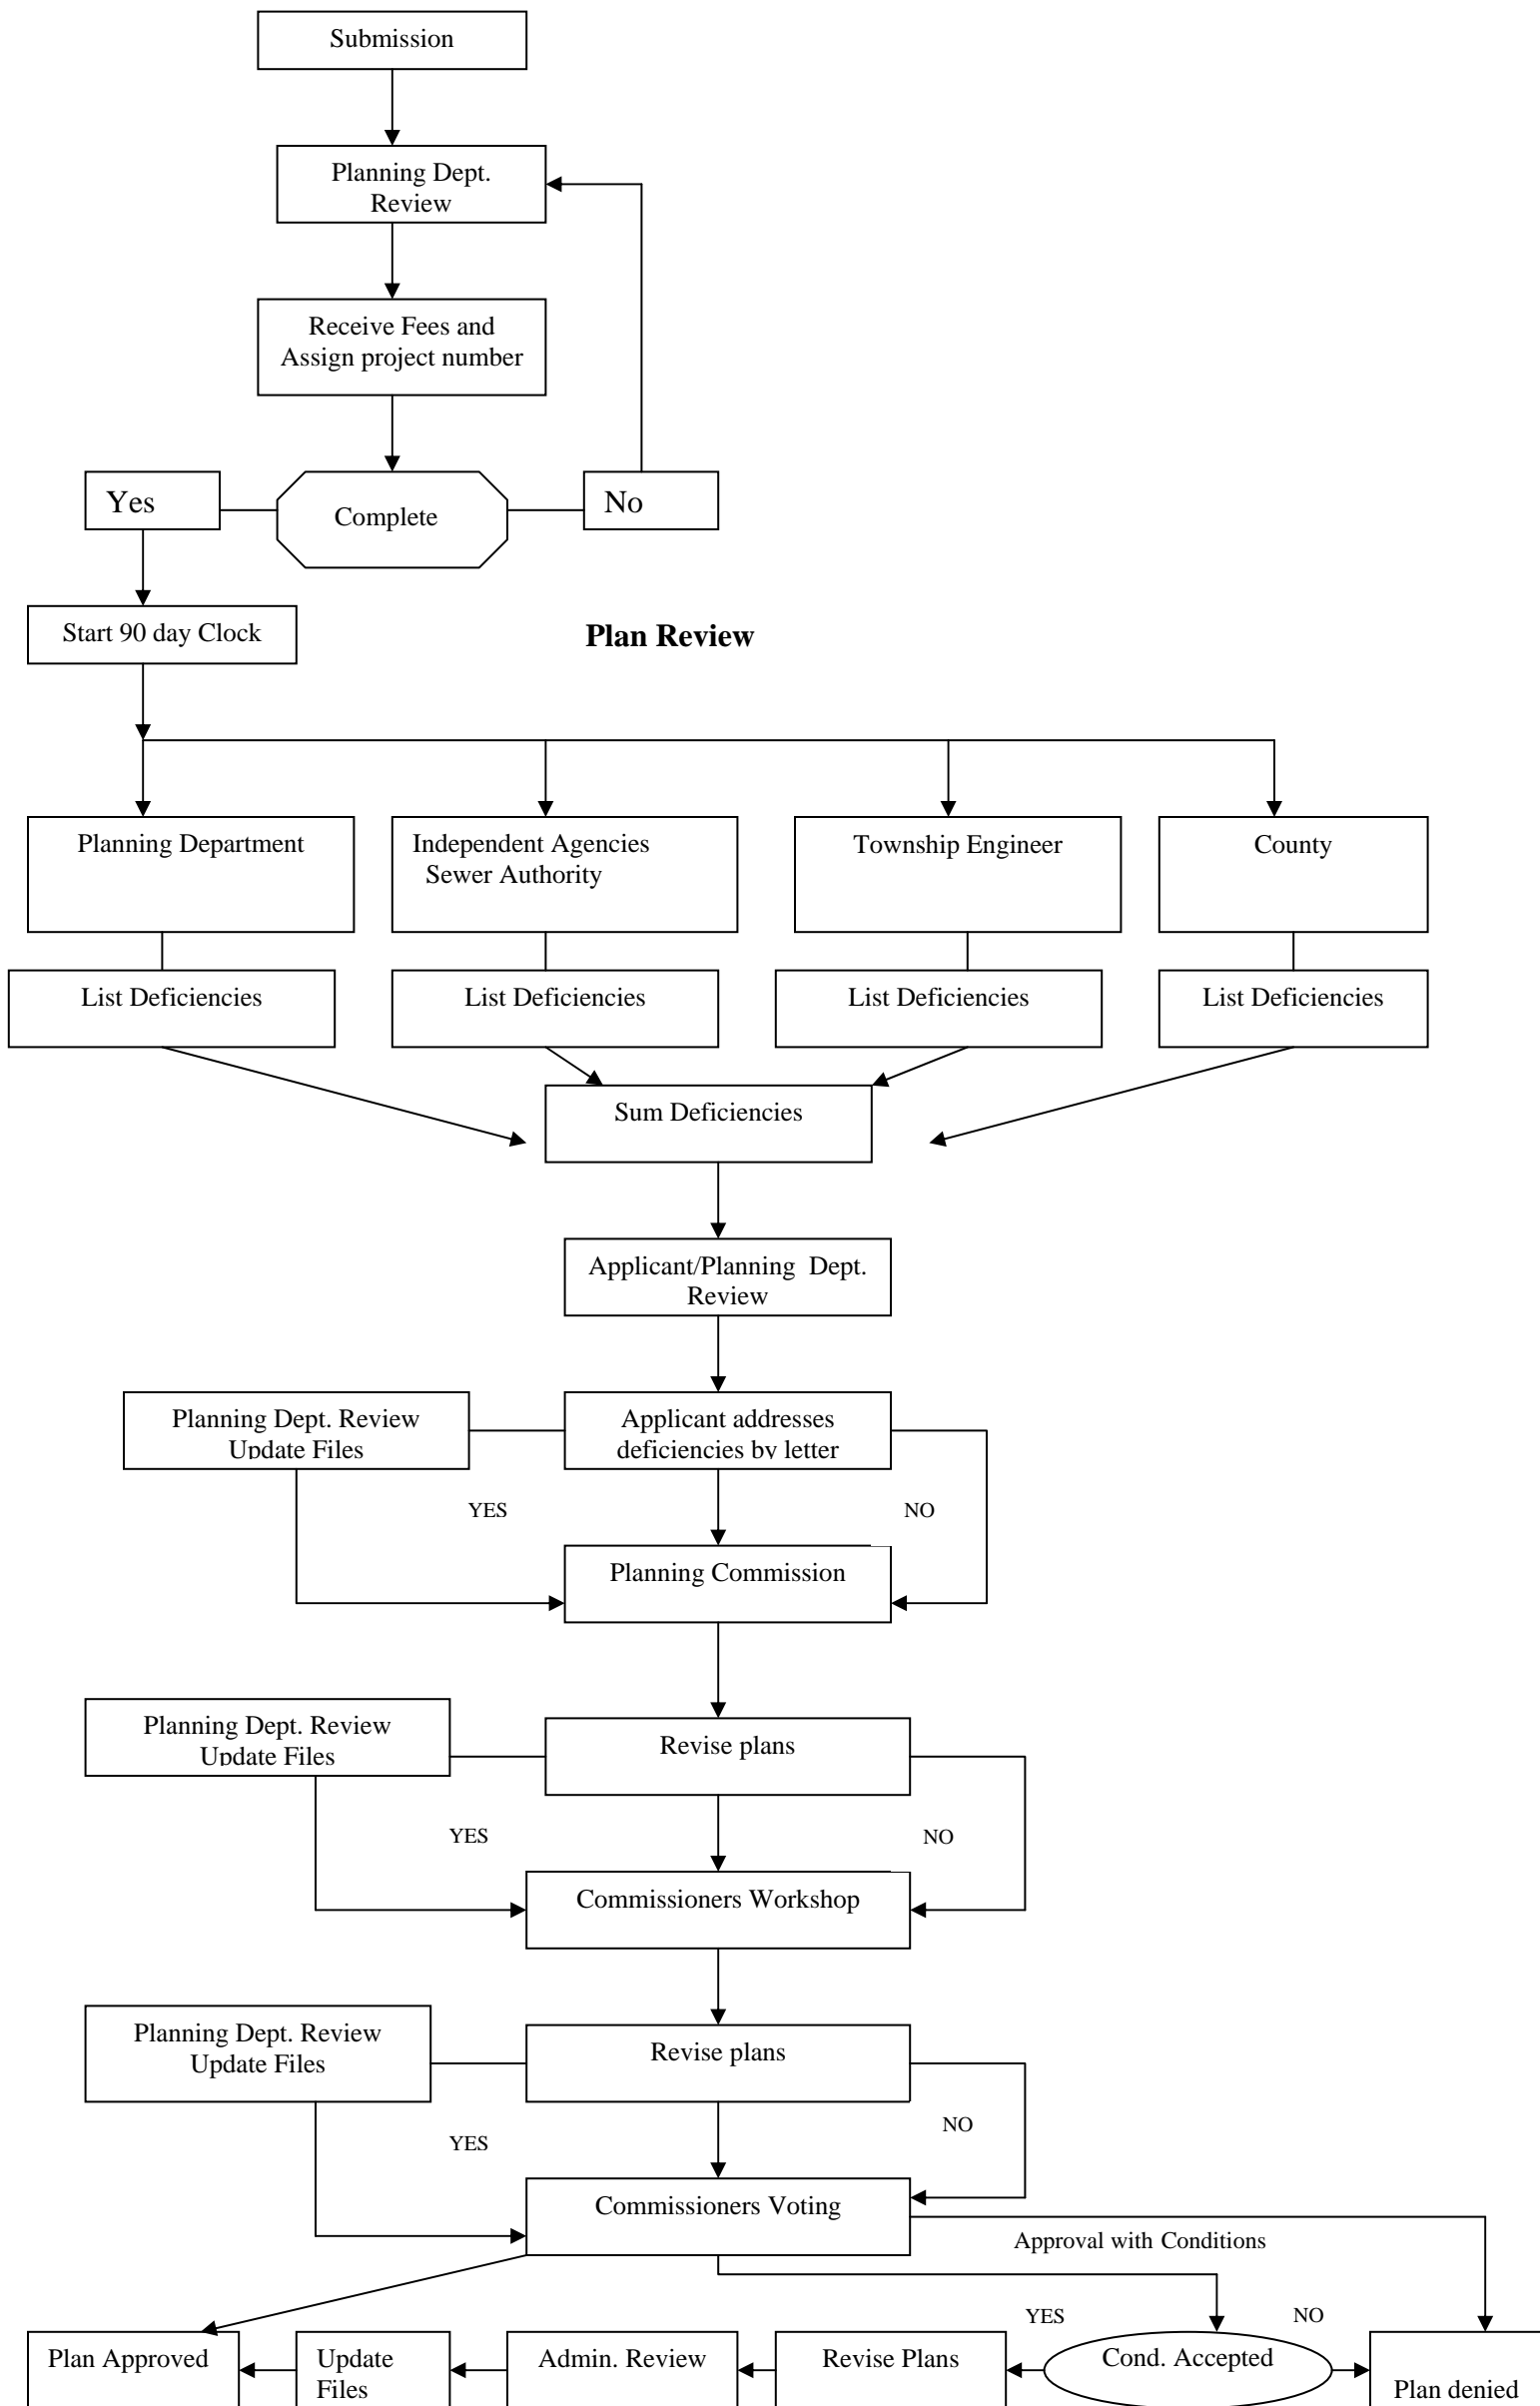 Submission
Planning Dept.
Review
Receive Fees and
Assign project number
Yes
Complete
No
Start 90 day Clock
Plan Review
Planning Department
Independent Agencies
Sewer Authority
Township Engineer
County
List Deficiencies
List Deficiencies
List Deficiencies
List Deficiencies
Sum Deficiencies
Applicant/Planning Dept.
Review
Planning Dept. Review
Update Files
Applicant addresses
deficiencies by letter
YES
NO
Planning Commission
Planning Dept. Review
Update Files
Revise plans
YES
NO
Commissioners Workshop
Planning Dept. Review
Update Files
Revise plans
YES
NO
Commissioners Voting
Approval with Conditions
YES
NO
Plan Approved
Update
Files
Admin. Review
Revise Plans
Cond. Accepted
Plan denied